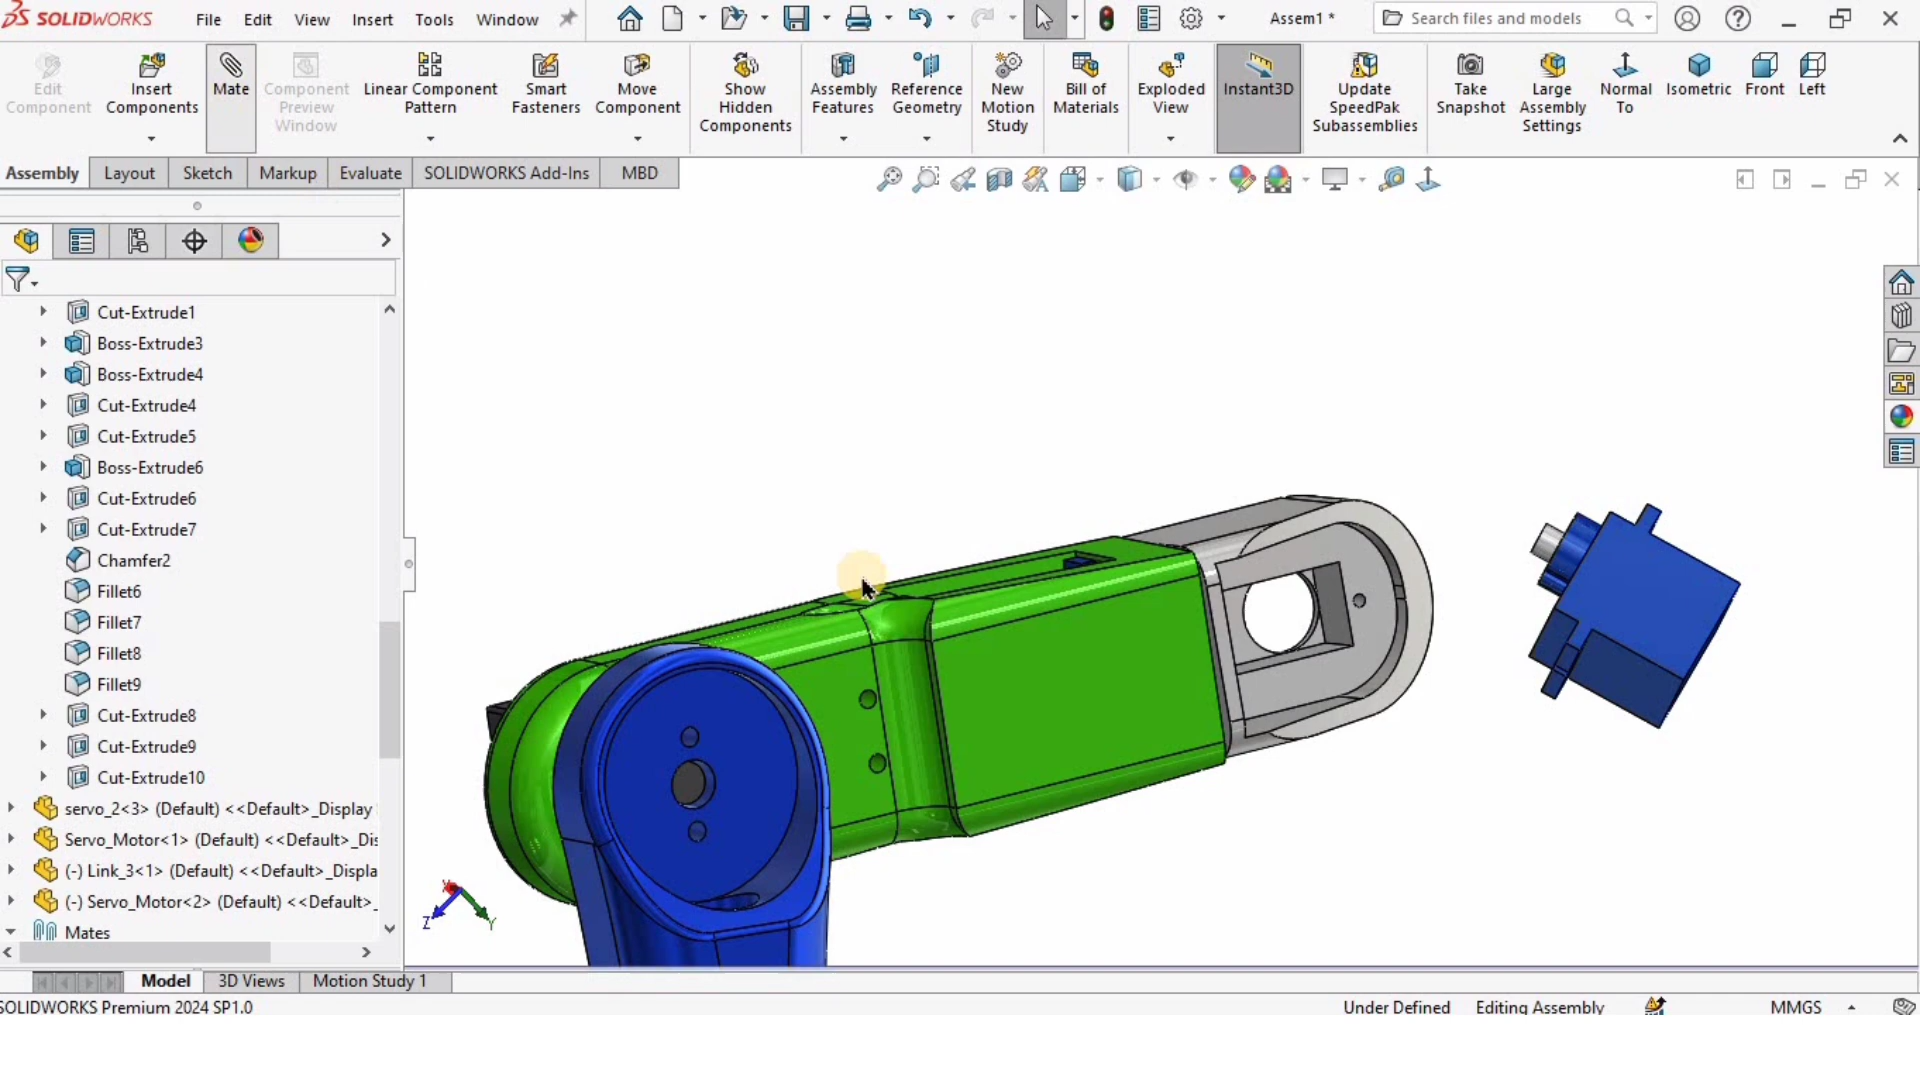 SOLIDWORKS File Edit View Insert Tools Window Assem1 * Search files and models
Edit Component
Insert Components
Mate
Component Preview Window
Linear Component Pattern
Smart Fasteners
Move Component
Show Hidden Components
Assembly Features
Reference Geometry
New Motion Study
Bill of Materials
Exploded View
Instant3D
Update SpeedPak Subassemblies
Take Snapshot
Large Assembly Settings
Normal To
Isometric
Front
Left
Assembly Layout Sketch Markup Evaluate SOLIDWORKS Add-Ins MBD
Cut-Extrude1
Boss-Extrude3
Boss-Extrude4
Cut-Extrude4
Cut-Extrude5
Boss-Extrude6
Cut-Extrude6
Cut-Extrude7
Chamfer2
Fillet6
Fillet7
Fillet8
Fillet9
Cut-Extrude8
Cut-Extrude9
Cut-Extrude10
servo_2<3> (Default) <<Default>_Display
Servo_Motor<1> (Default) <<Default>_Dis
(-) Link_3<1> (Default) <<Default>_Displa
(-) Servo_Motor<2> (Default) <<Default>_
Mates
Z Y
Model 3D Views Motion Study 1
SOLIDWORKS Premium 2024 SP1.0 Under Defined Editing Assembly MMGS